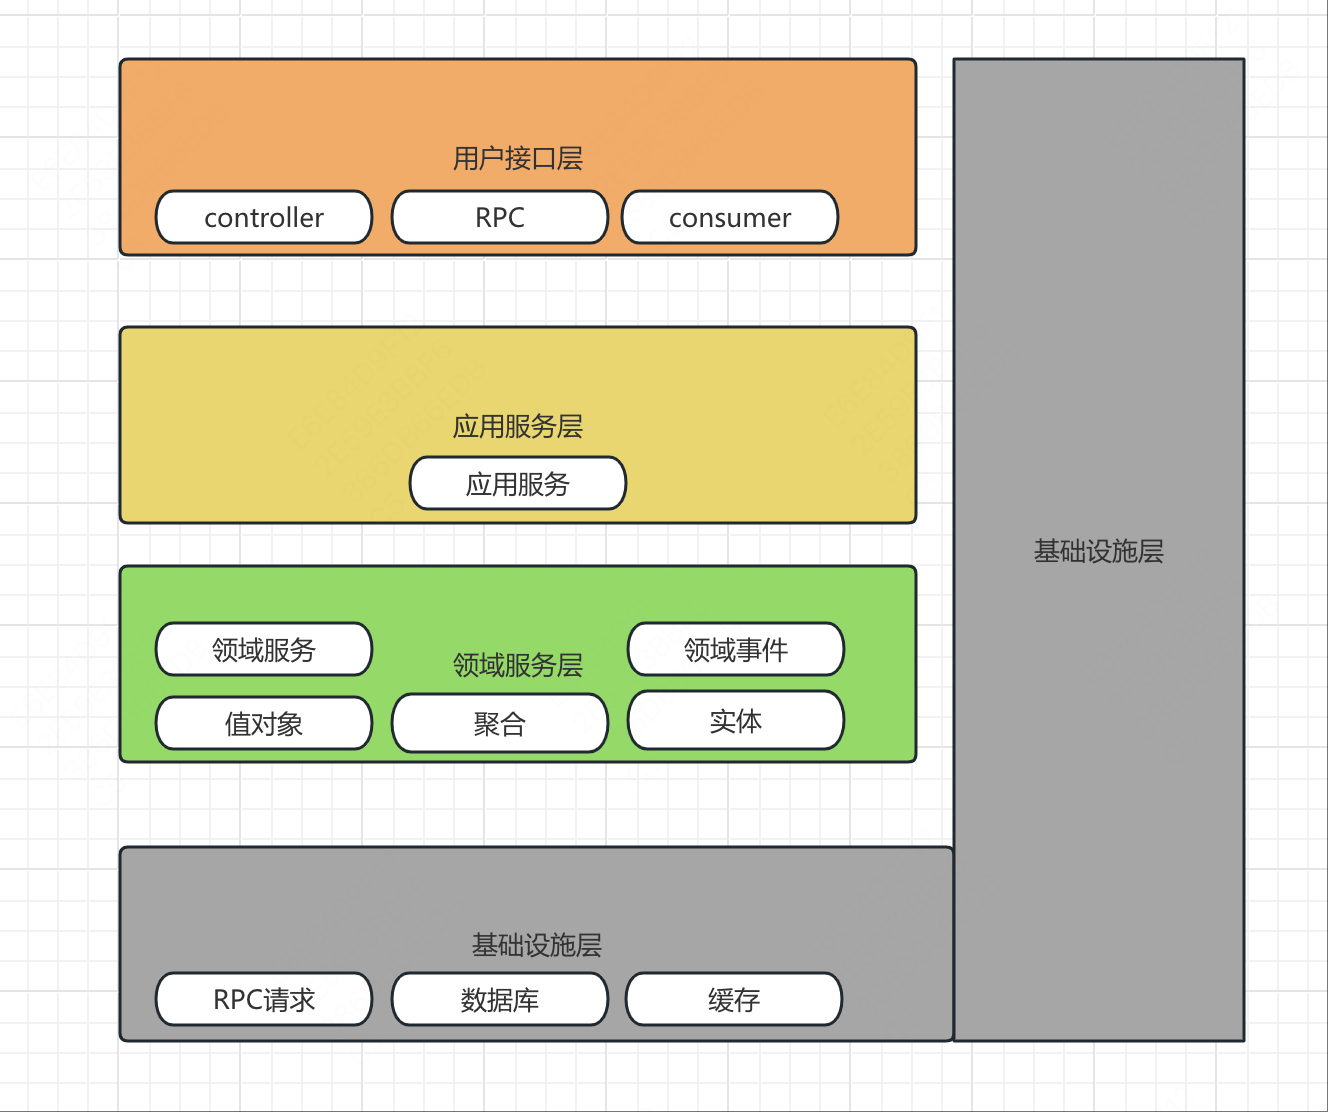 用户接口层
controller
RPC
consumer
应用服务层
应用服务
领域服务
领域服务层
领域事件
值对象
聚合
实体
基础设施层
RPC请求
数据库
缓存
基础设施层